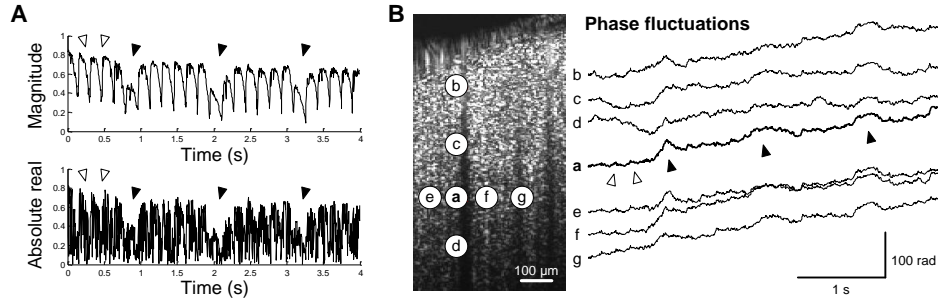 A
Magnitude
1
0.8
0.6
0.4
0.2
0
0 0.5 1 1.5 2 2.5 3 3.5 4
Time (s)
Absolute real
1
0.8
0.6
0.4
0.2
0
0 0.5 1 1.5 2 2.5 3 3.5 4
Time (s)
B
b
c
e a f g
d
100 µm
Phase fluctuations
b
c
d
a
e
f
g
100 rad
1 s